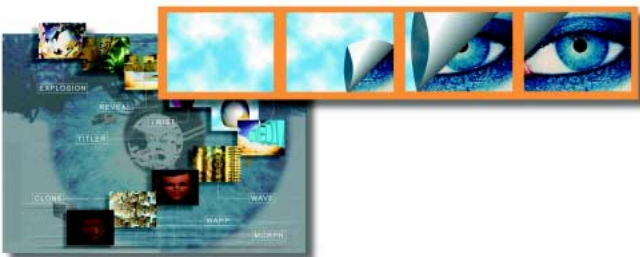 EXPLOSION
REVEAL
TWIST
TITLER
CLONE
WAVE
WARP
MORPH